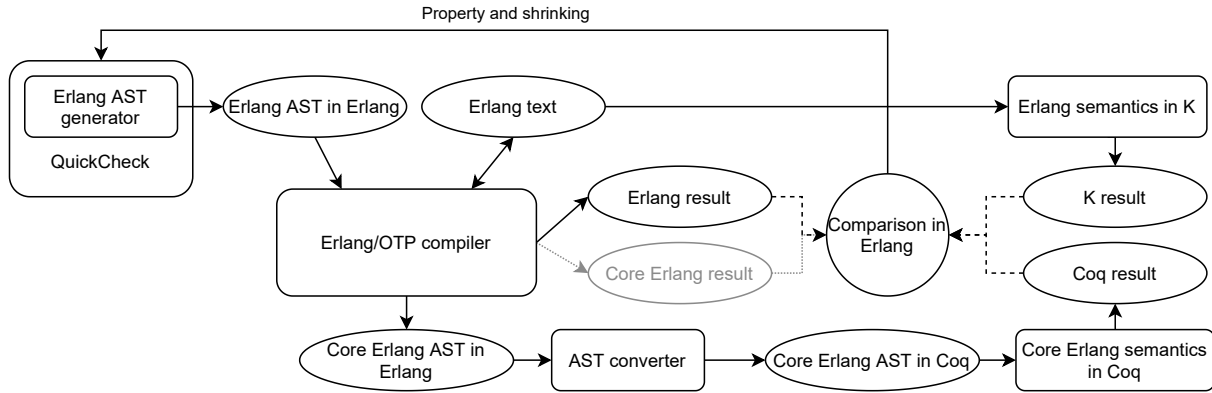 Property and shrinking
Erlang AST
generator
QuickCheck
Erlang AST in Erlang
Erlang text
Erlang semantics in K
Erlang/OTP compiler
Erlang result
Core Erlang result
Comparison in
Erlang
K result
Coq result
Core Erlang AST in
Erlang
AST converter
Core Erlang AST in Coq
Core Erlang semantics
in Coq